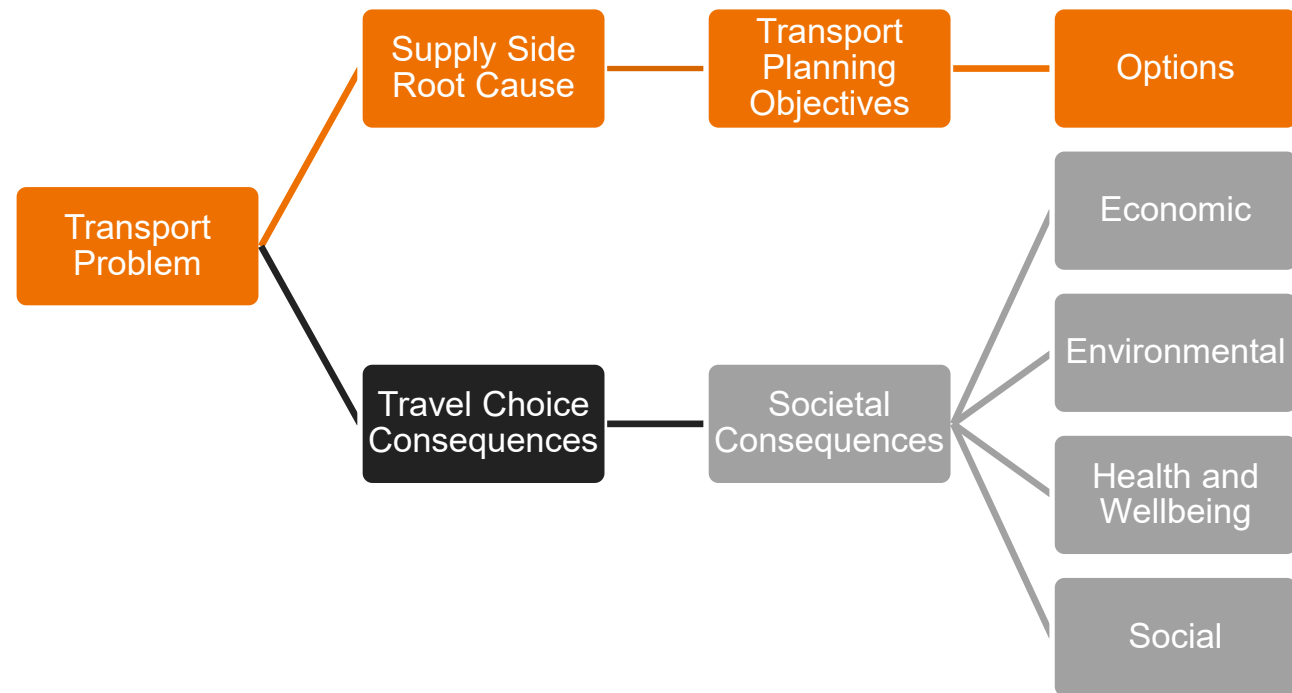 Supply Side
Root Cause
Transport
Planning
Objectives
Options
Economic
Transport
Problem
Environmental
Travel Choice
Consequences
Societal
Consequences
Health and
Wellbeing
Social